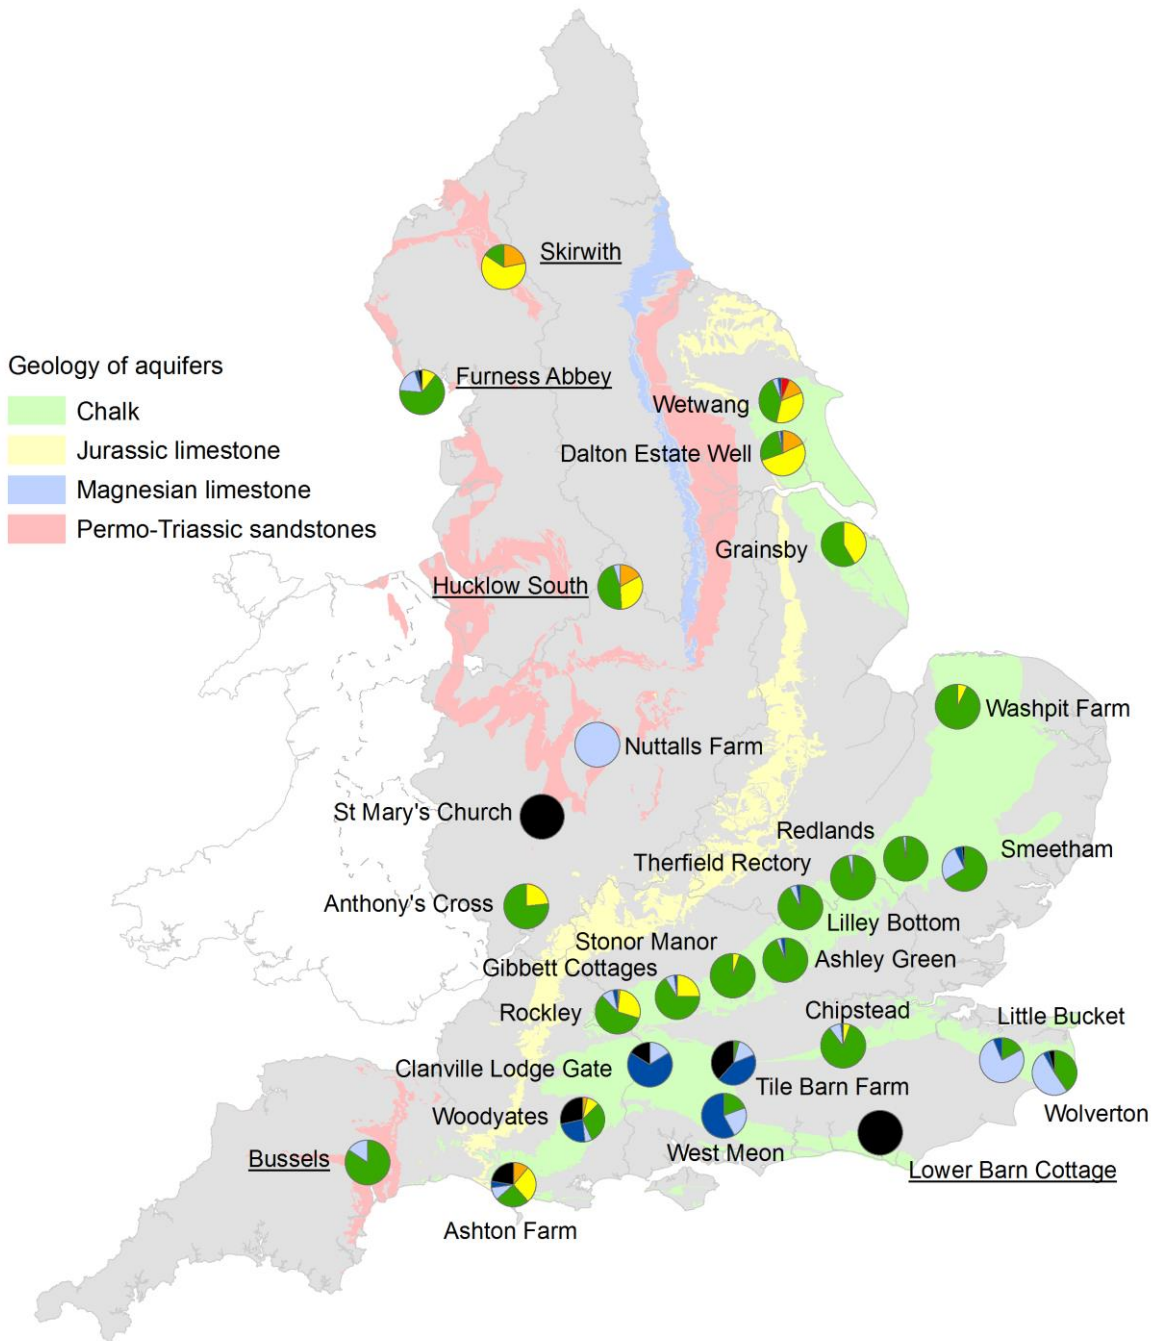 Skirwith
Geology of aquifers
Furness Abbey
Chalk
Wetwang
Jurassic limestone
Dalton Estate Well
Magnesian limestone
Permo-Triassic sandstones
Grainsby
Hucklow South
Washpit Farm
Nuttalls Farm
St Mary's Church
Redlands
Smeetham
Therfield Rectory
Anthony's Cross
Lilley Bottom
Stonor Manor
Ashley Green
Gibbett Cottages
Rockley
Chipstead
Little Bucket
Clanville Lodge Gate
Tile Barn Farm
Woodyates
Wolverton
West Meon
Bussels
Lower Barn Cottage
Ashton Farm